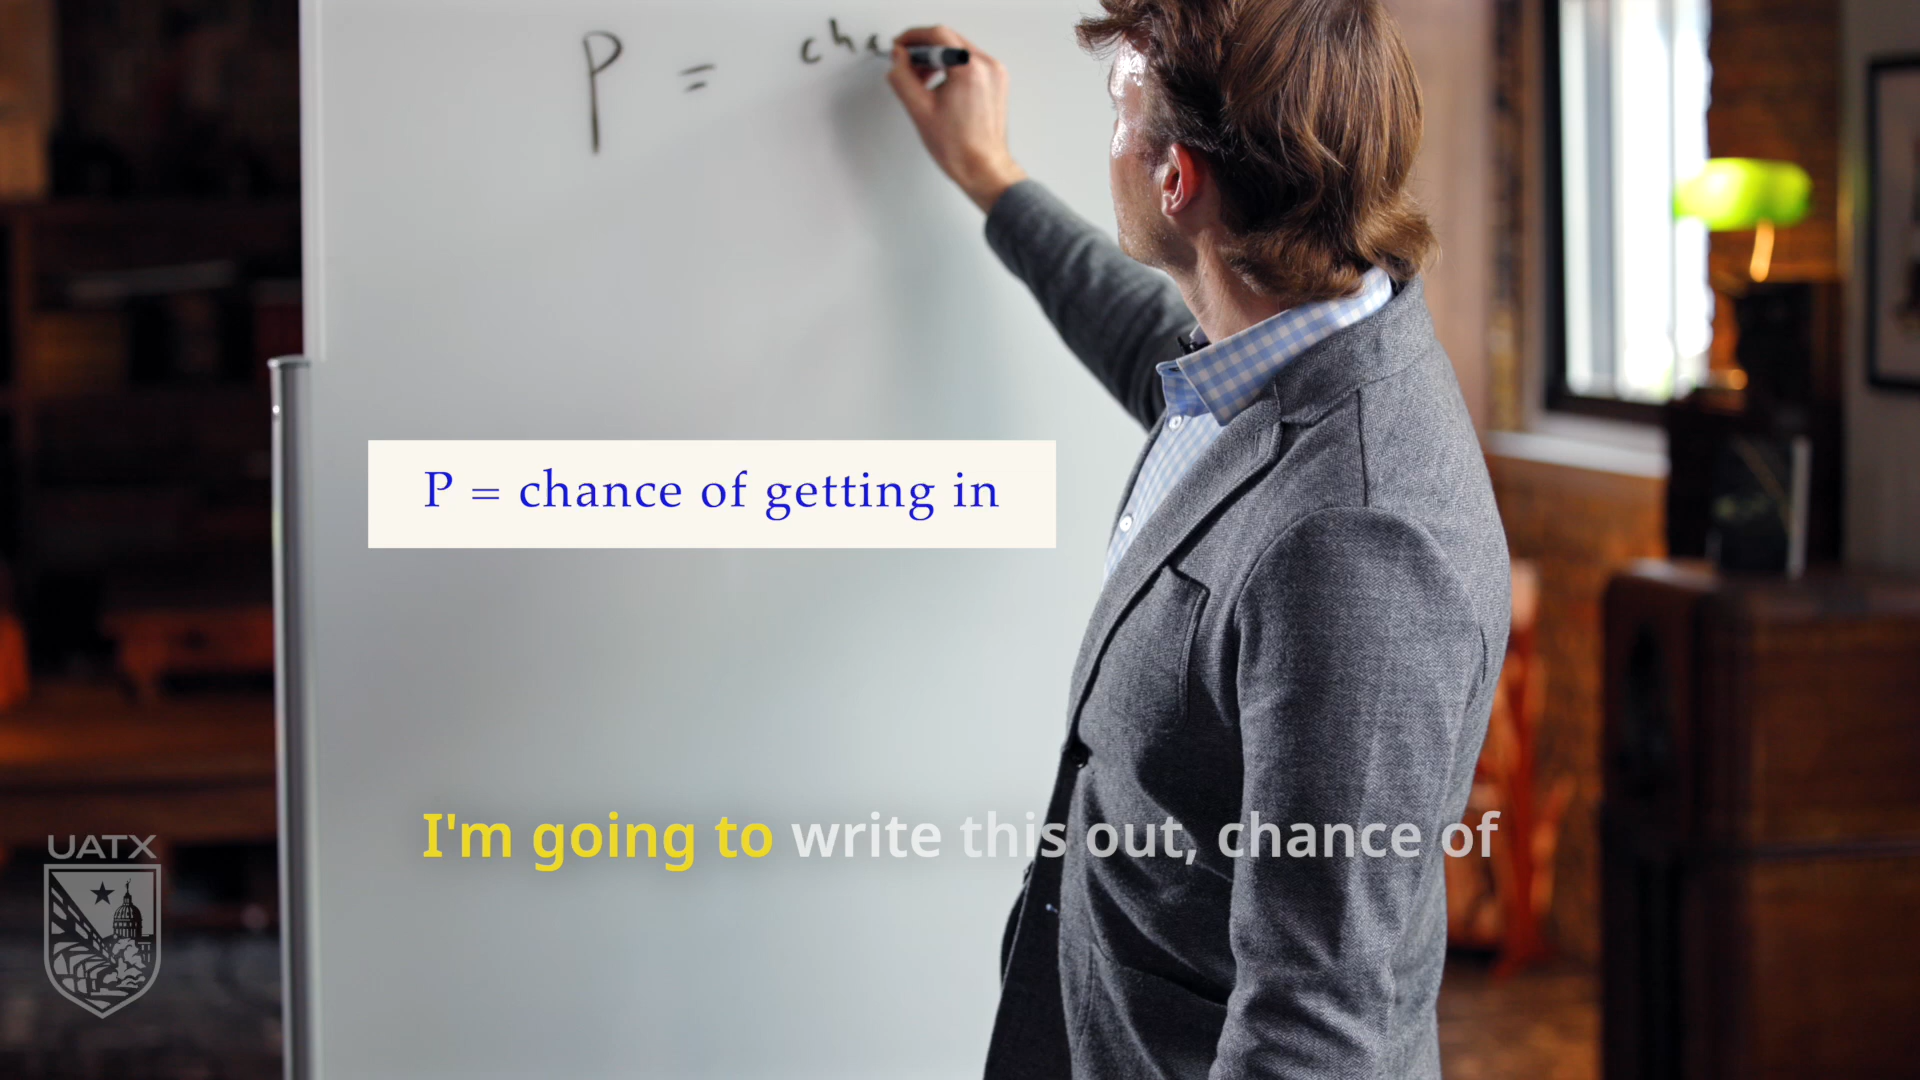 P = cha
P = chance of getting in
I'm going to write this out, chance of
UATX